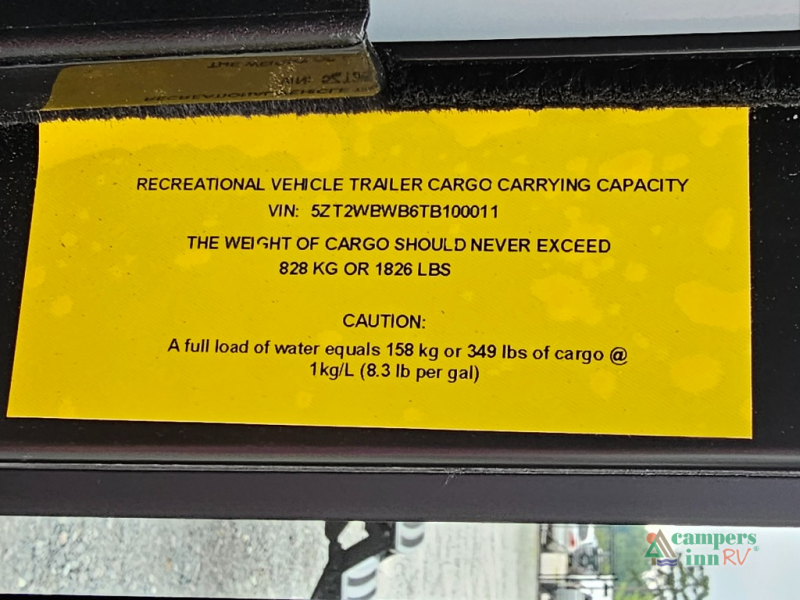 RECREATIONAL VEHICLE TRAILER CARGO CARRYING CAPACITY
VIN: 5ZT2WBWB6TB100011
THE WEIGHT OF CARGO SHOULD NEVER EXCEED
828 KG OR 1826 LBS
CAUTION:
A full load of water equals 158 kg or 349 lbs of cargo @
1kg/L (8.3 lb per gal)
campers
inn RV®